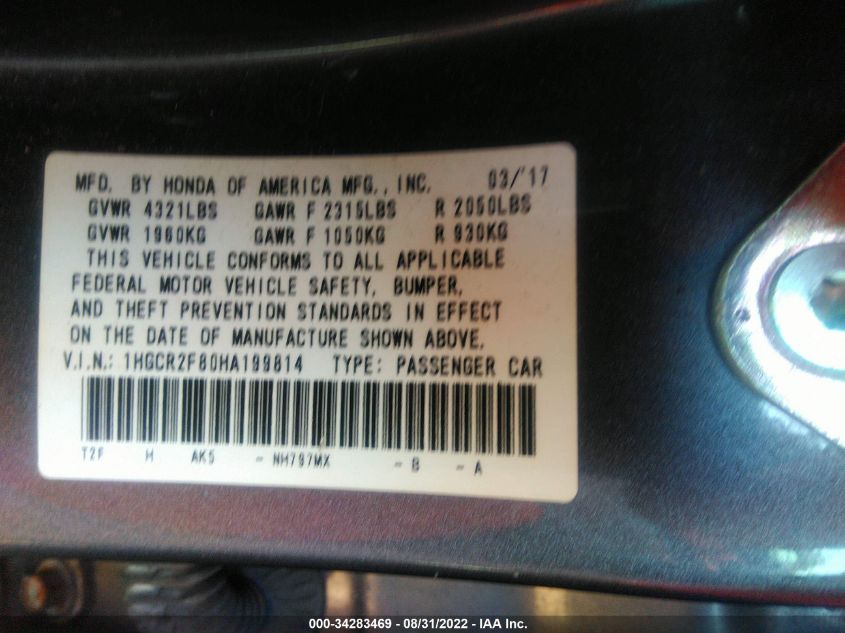 MFD. BY HONDA OF AMERICA MFG., INC. 03/'17
GVWR 4321LBS GAWR F 2315LBS R 2050LBS
GVWR 1960KG GAWR F 1050KG R 930KG
THIS VEHICLE CONFORMS TO ALL APPLICABLE
FEDERAL MOTOR VEHICLE SAFETY, BUMPER,
AND THEFT PREVENTION STANDARDS IN EFFECT
ON THE DATE OF MANUFACTURE SHOWN ABOVE.
V.I.N.: 1HGCR2F80HA199814 TYPE: PASSENGER CAR
T2F H AK5 - NH797MX - B - A
000-34283469 - 08/31/2022 - IAA Inc.